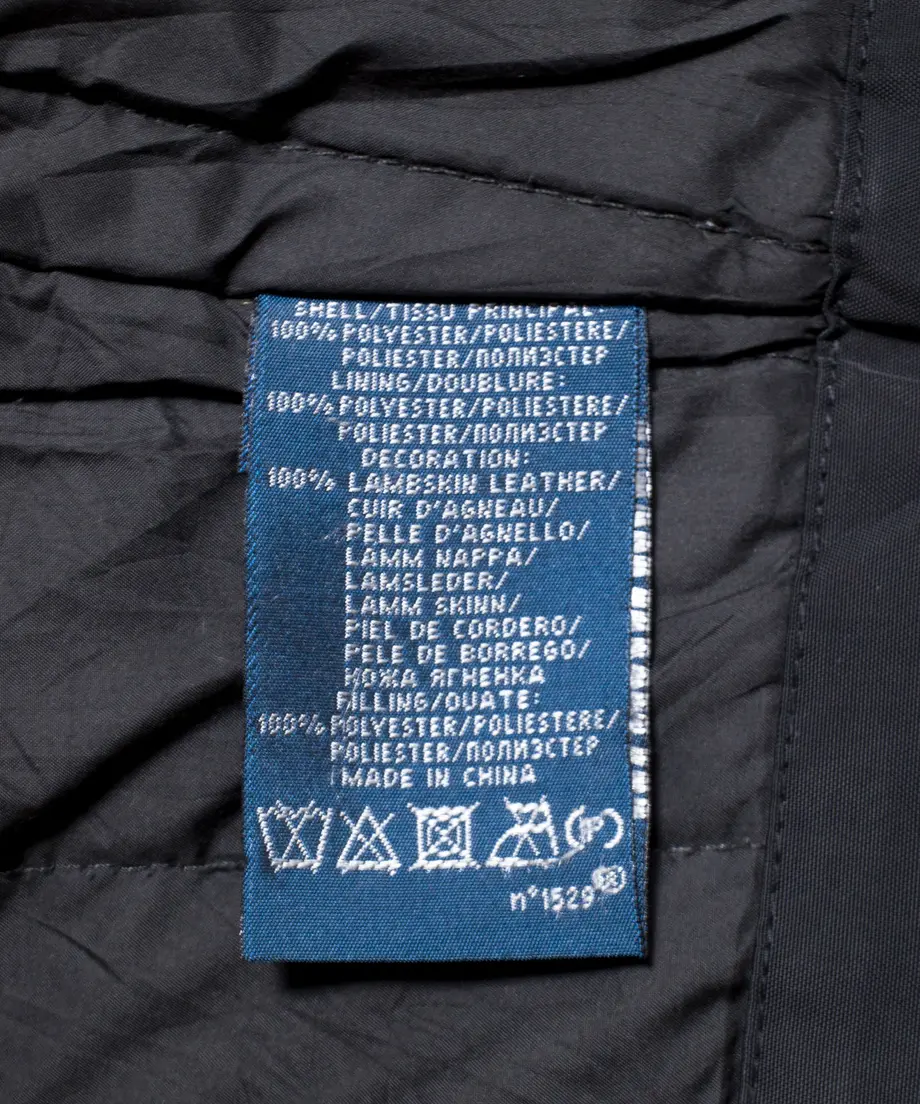 SHELL/TISSU PRINCIPAL
100% POLYESTER/POLIESTERE/
POLIESTER/ПОЛИЭСТЕР
LINING/DOUBLURE:
100% POLYESTER/POLIESTERE/
POLIESTER/ПОЛИЭСТЕР
DECORATION:
100% LAMBSKIN LEATHER/
CUIR D'AGNEAU/
PELLE D'AGNELLO/
LAMM NAPPA/
LAMSLEDER/
LAMM SKINN/
PIEL DE CORDERO/
PELE DE BORREGO/
КОЖА ЯГНЕНКА
FILLING/OUATE:
100% POLYESTER/POLIESTERE/
POLIESTER/ПОЛИЭСТЕР
MADE IN CHINA
P
n°1529